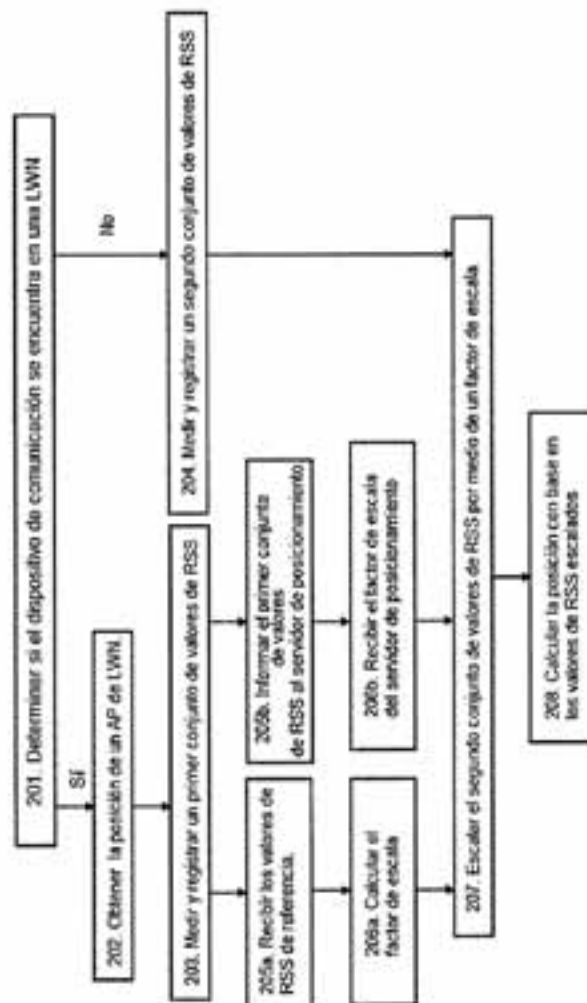 201. Determinar si el dispositivo de comunicación se encuentra en una LWN
Sí
No
202. Obtener la posición de un AP de LWN.
203. Medir y registrar un primer conjunto de valores de RSS
204. Medir y registrar un segundo conjunto de valores de RSS
205a. Recibir los valores de
RSS de referencia.
205b. Informar el primer conjunto
de valores
de RSS al servidor de posicionamiento
206a. Calcular el
factor de escala
206b. Recibir el factor de escala
del servidor de posicionamiento
207. Escalar el segundo conjunto de valores de RSS por medio de un factor de escala
208. Calcular la posición con base en
los valores de RSS escalados